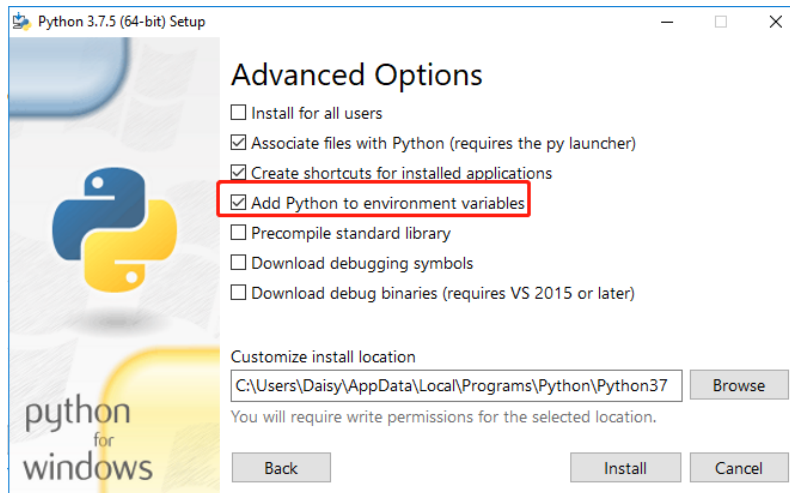 Python 3.7.5 (64-bit) Setup
Advanced Options
Install for all users
Associate files with Python (requires the py launcher)
Create shortcuts for installed applications
Add Python to environment variables
Precompile standard library
Download debugging symbols
Download debug binaries (requires VS 2015 or later)
Customize install location
C:\Users\Daisy\AppData\Local\Programs\Python\Python37
Browse
You will require write permissions for the selected location.
python
for
windows
Back
Install
Cancel